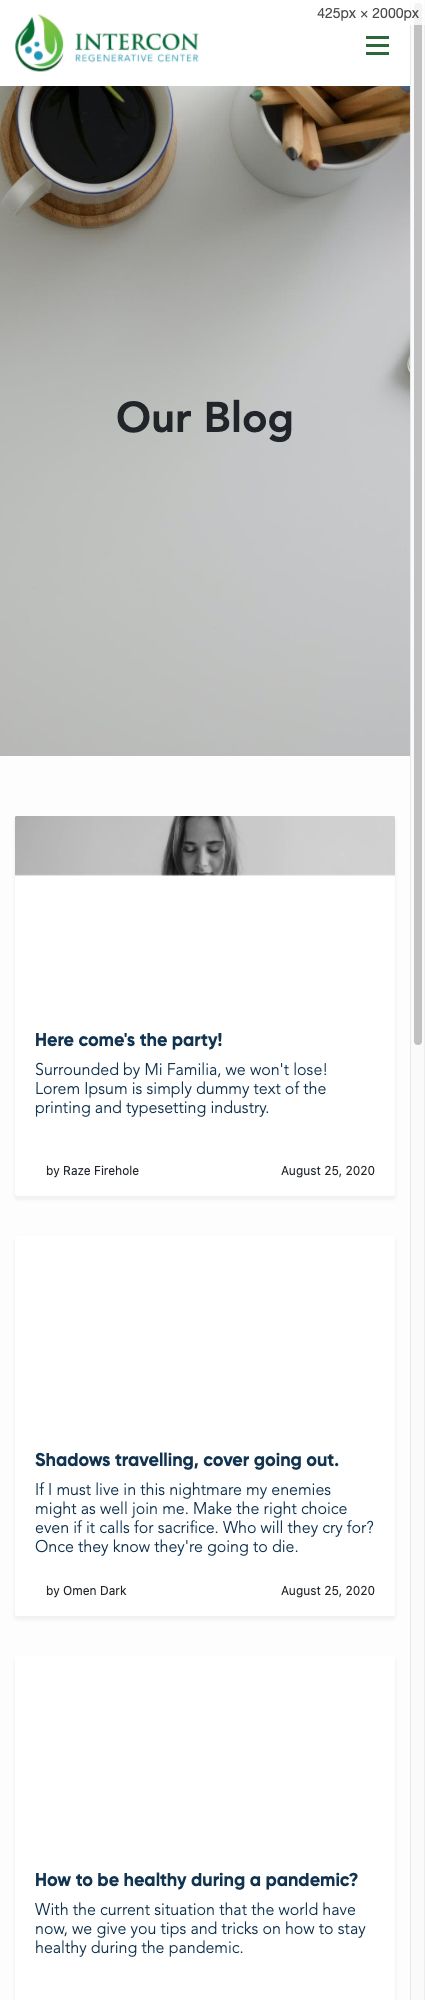 425px × 2000px
INTERCON
REGENERATIVE CENTER
Our Blog
Here come's the party!
Surrounded by Mi Familia, we won't lose!
Lorem Ipsum is simply dummy text of the
printing and typesetting industry.
by Raze Firehole
August 25, 2020
Shadows travelling, cover going out.
If I must live in this nightmare my enemies
might as well join me. Make the right choice
even if it calls for sacrifice. Who will they cry for?
Once they know they're going to die.
by Omen Dark
August 25, 2020
How to be healthy during a pandemic?
With the current situation that the world have
now, we give you tips and tricks on how to stay
healthy during the pandemic.